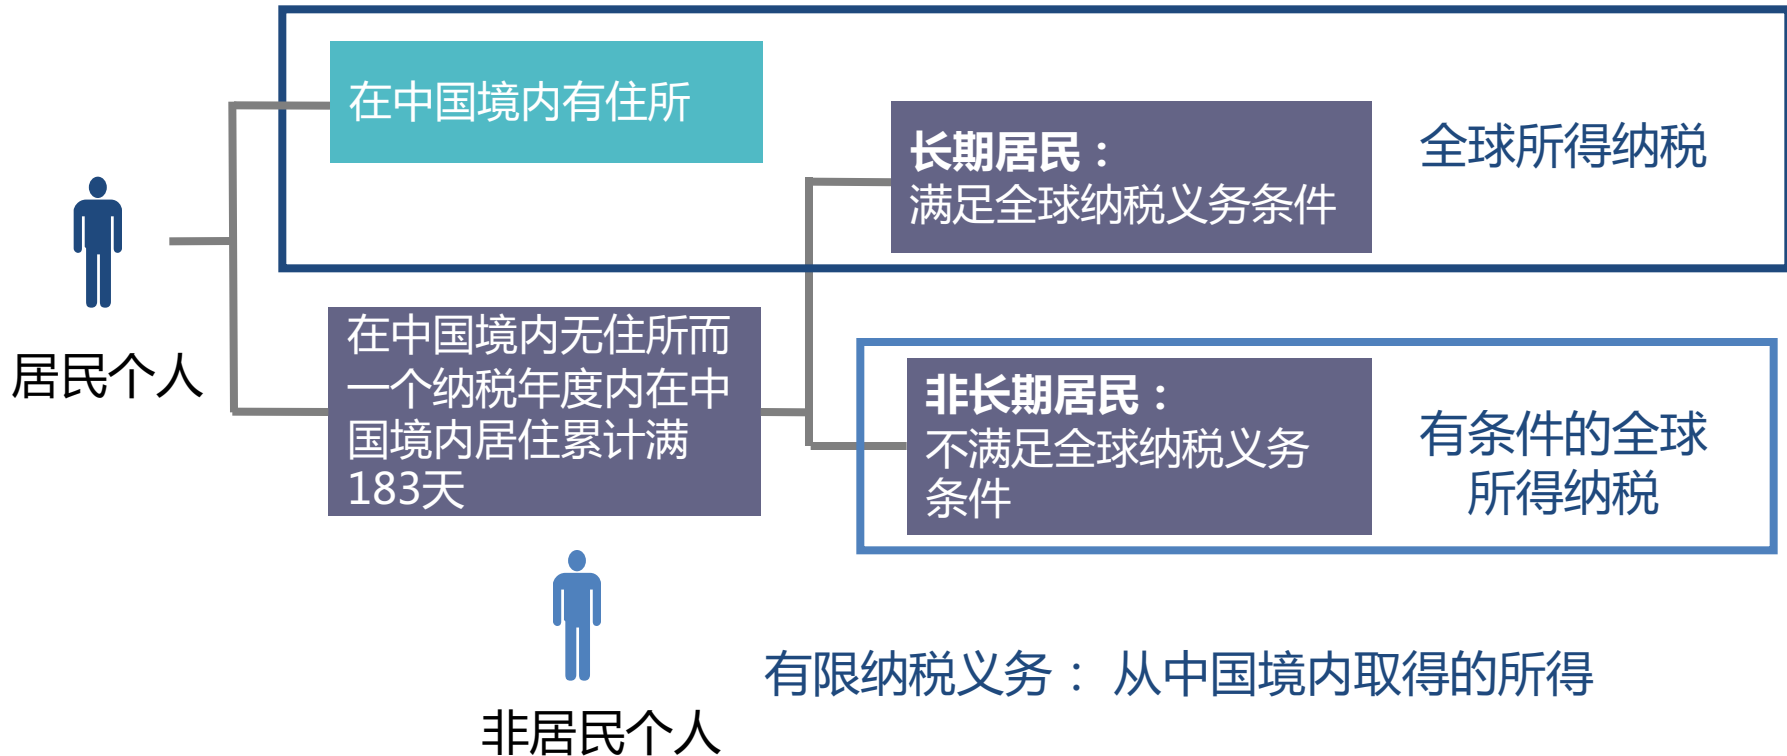 在中国境内有住所
长期居民：
满足全球纳税义务条件
全球所得纳税
居民个人
在中国境内无住所而
一个纳税年度内在中
国境内居住累计满
183天
非长期居民：
不满足全球纳税义务
条件
有条件的全球
所得纳税
非居民个人
有限纳税义务： 从中国境内取得的所得